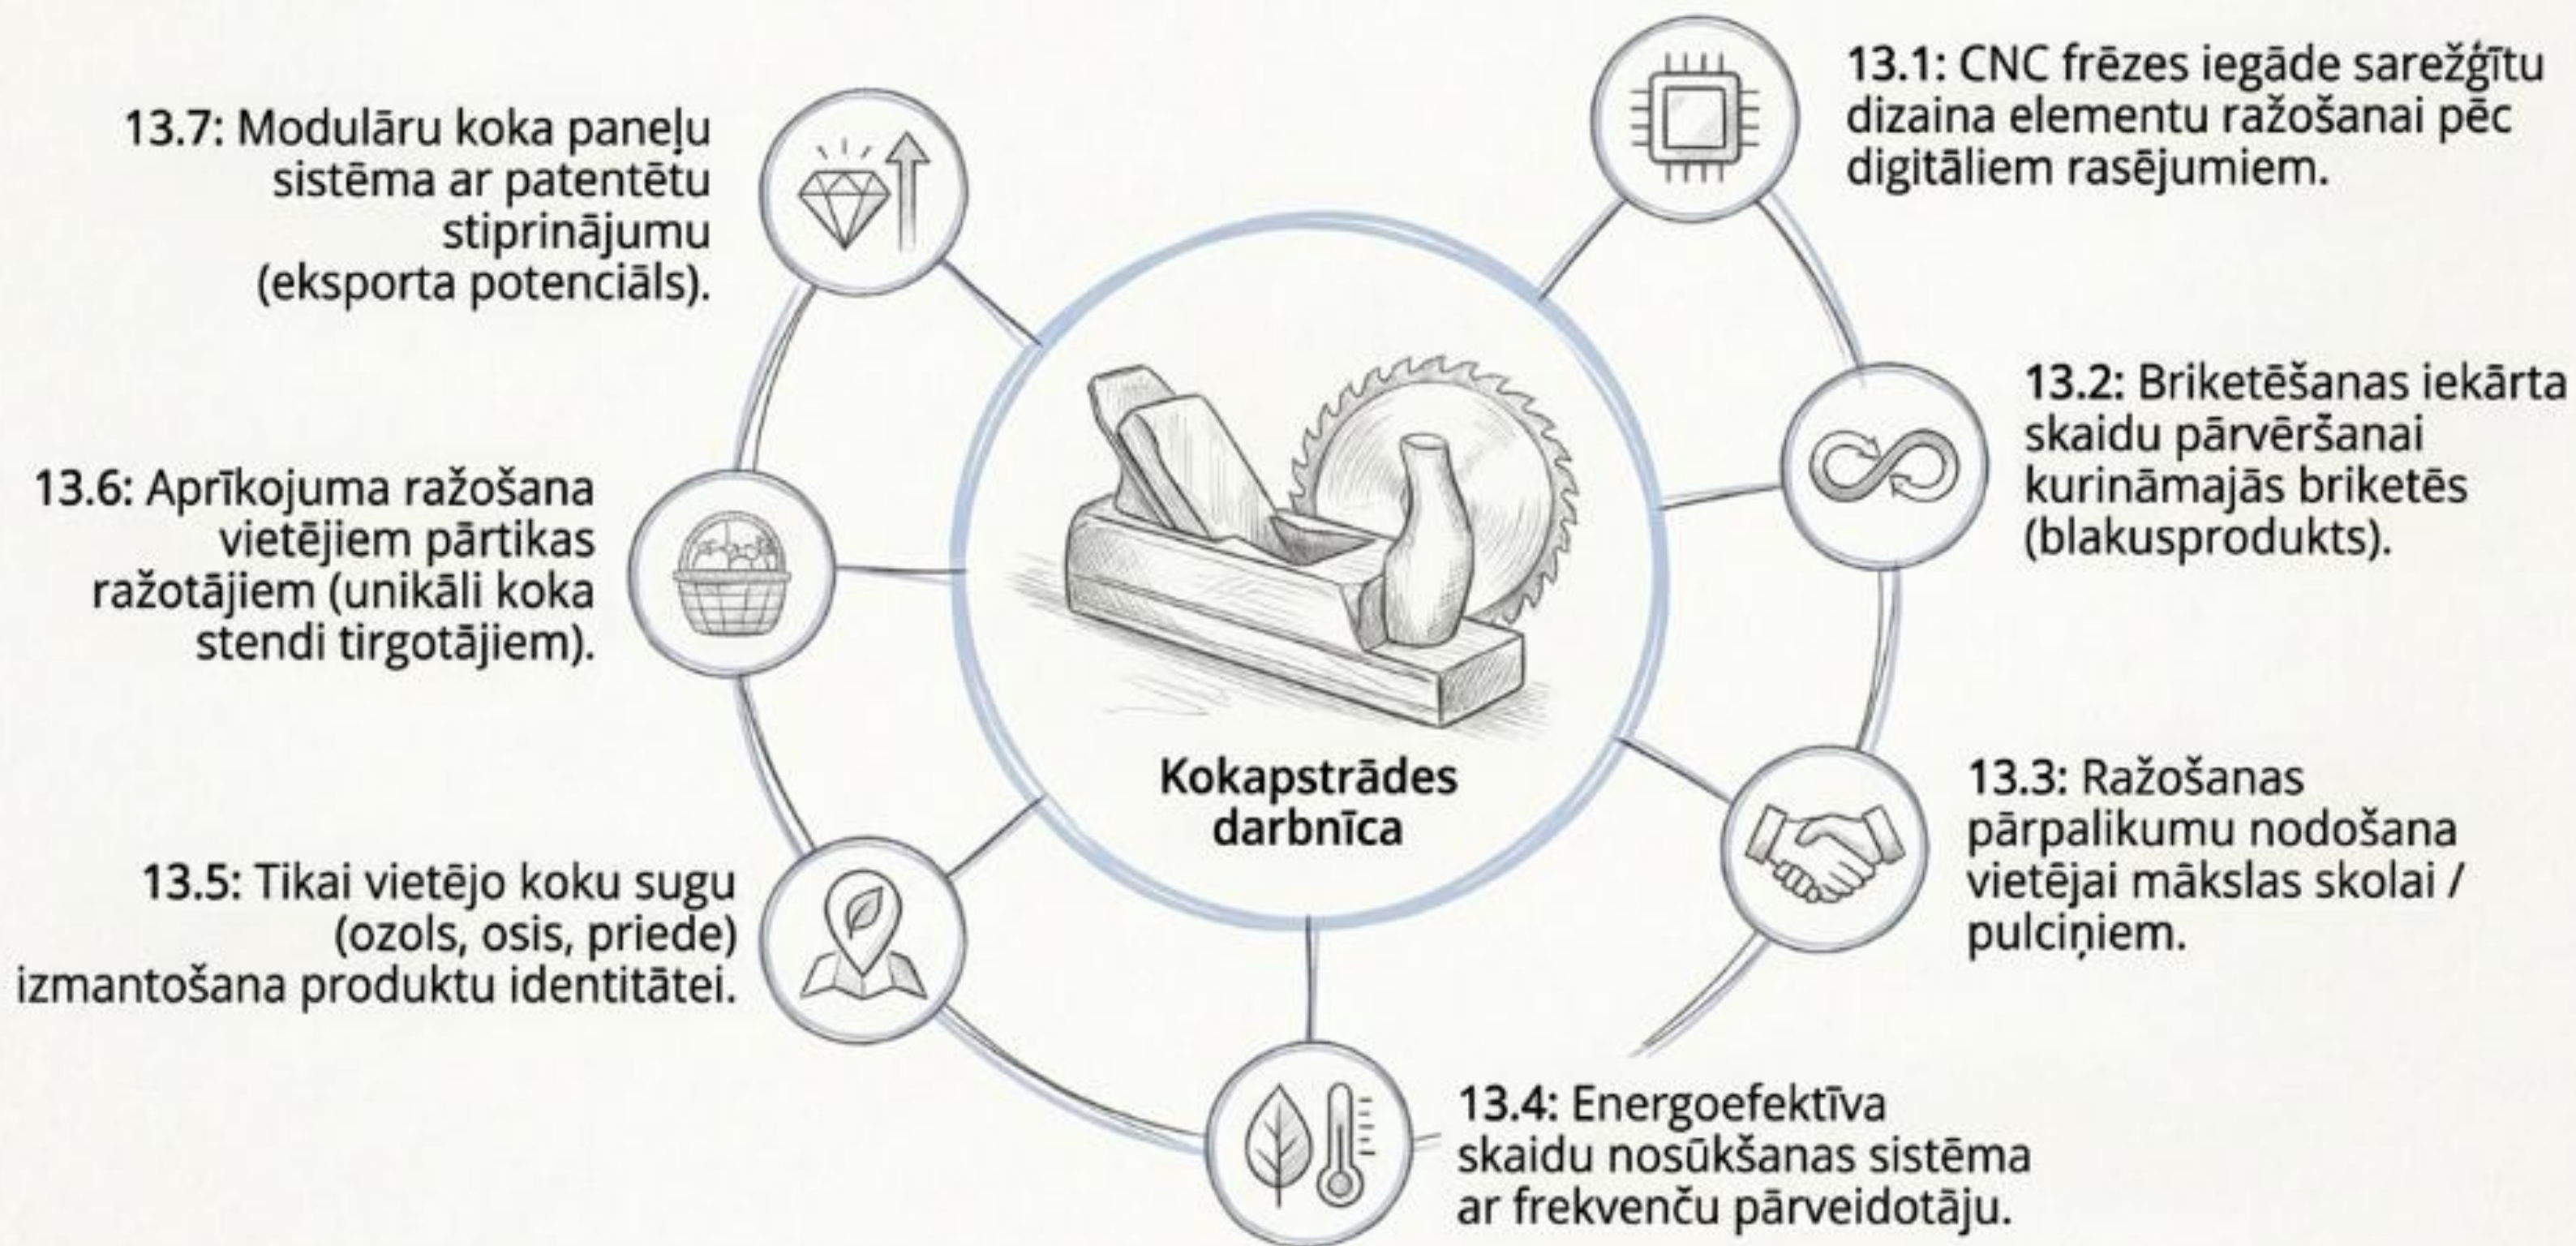 13.1: CNC frēzes iegāde sarežģītu
dizaina elementu ražošanai pēc
digitāliem rasējumiem.
13.2: Briketēšanas iekārta
skaidu pārvēršanai
kurināmajās briketēs
(blakusprodukts).
13.3: Ražošanas
pārpalikumu nodošana
vietējai mākslas skolai /
pulciņiem.
13.4: Energoefektīva
skaidu nosūkšanas sistēma
ar frekvenču pārveidotāju.
13.5: Tikai vietējo koku sugu
(ozols, osis, priede)
izmantošana produktu identitātei.
13.6: Aprīkojuma ražošana
vietējiem pārtikas
ražotājiem (unikāli koka
stendi tirgotājiem).
13.7: Modulāru koka paneļu
sistēma ar patentētu
stiprinājumu
(eksporta potenciāls).
Kokapstrādes
darbnīca